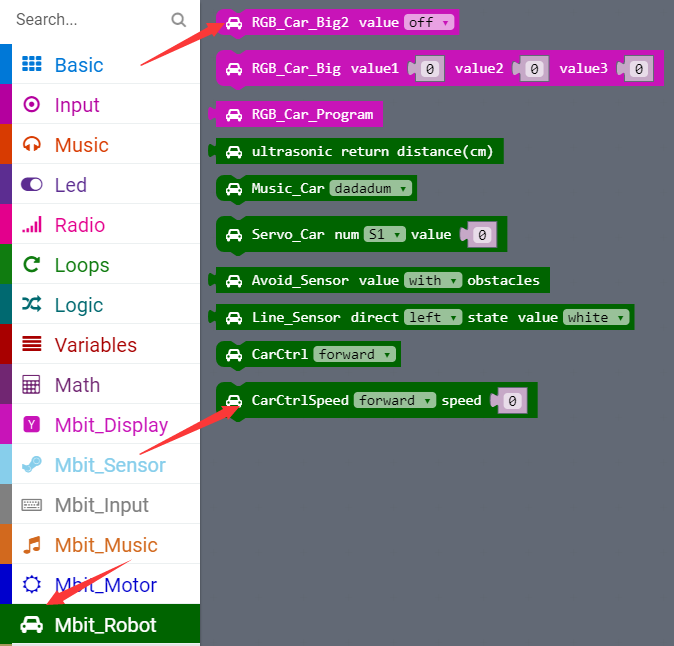 Search...
Basic
Input
Music
Led
Radio
Loops
Logic
Variables
Math
Y Mbit_Display
Mbit_Sensor
Mbit_Input
Mbit_Music
Mbit_Motor
Mbit_Robot
RGB_Car_Big2 value off
RGB_Car_Big value1 0 value2 0 value3 0
RGB_Car_Program
ultrasonic return distance(cm)
Music_Car dadadum
Servo_Car num S1 value 0
Avoid_Sensor value with obstacles
Line_Sensor direct left state value white
CarCtrl forward
CarCtrlSpeed forward speed 0